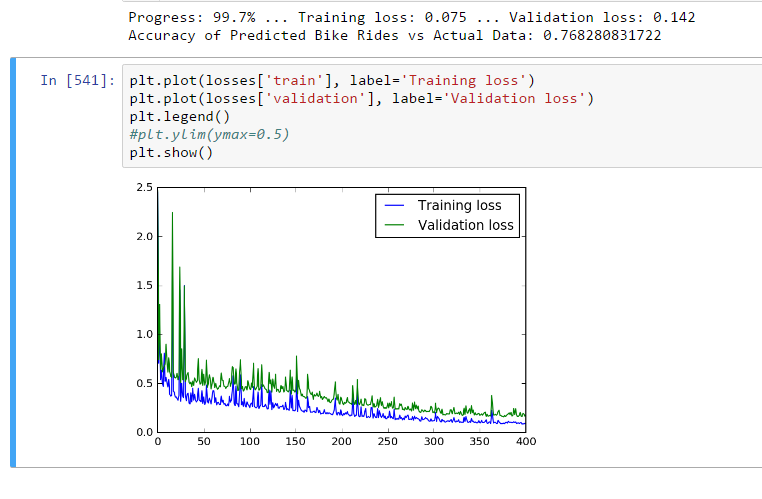 Progress: 99.7% ... Training loss: 0.075 ... Validation loss: 0.142
Accuracy of Predicted Bike Rides vs Actual Data: 0.768280831722
In [541]: plt.plot(losses['train'], label='Training loss')
plt.plot(losses['validation'], label='Validation loss')
plt.legend()
#plt.ylim(ymax=0.5)
plt.show()
2.5
Training loss
Validation loss
2.0
1.5
1.0
0.5
0.0
0 50 100 150 200 250 300 350 400